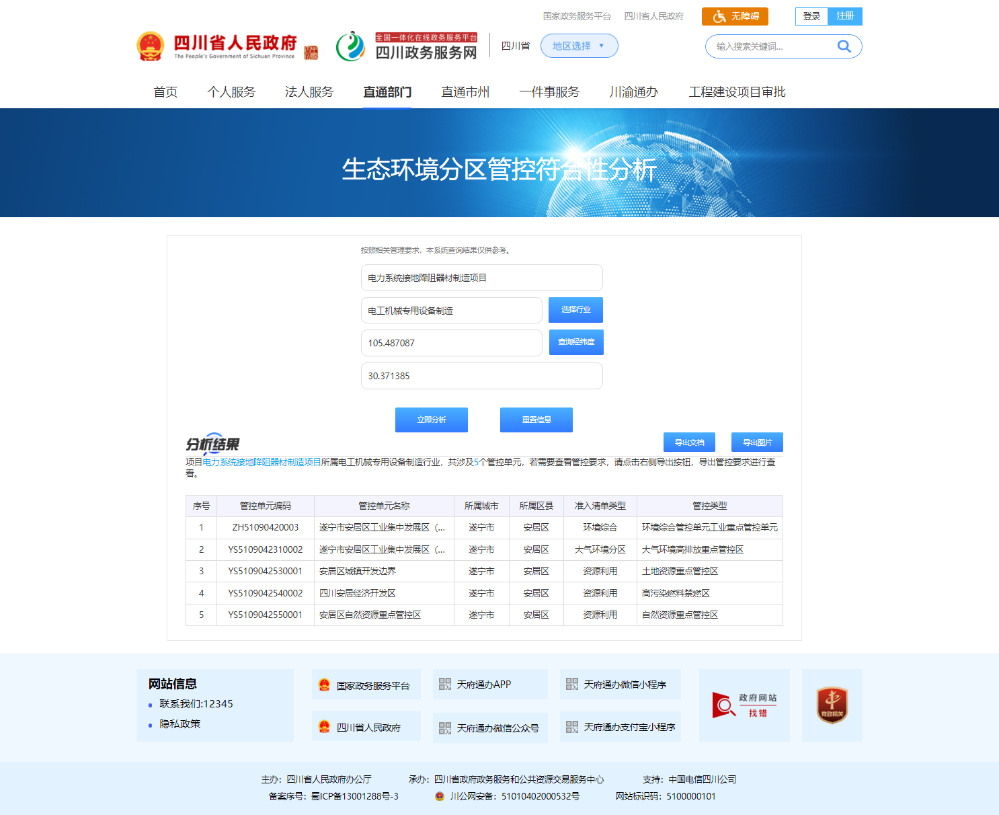 国家政务服务平台 四川省人民政府 无障碍 登录 注册
四川省人民政府
The People's Government of Sichuan Province
全国一体化在线政务服务平台
四川政务服务网
四川省 地区选择 ▼ 输入搜索关键词...
首页 个人服务 法人服务 直通部门 直通市州 一件事服务 川渝通办 工程建设项目审批
生态环境分区管控符合性分析
按照相关管理要求，本系统查询结果仅供参考。
电力系统接地降阻器材制造项目
电工机械专用设备制造 选择行业
105.487087 查询经纬度
30.371385
立即分析 重置信息
分析结果 导出文档 导出图片
项目电力系统接地降阻器材制造项目所属电工机械专用设备制造行业，共涉及5个管控单元，若需要查看管控要求，请点击右侧导出按钮，导出管控要求进行查
看。
序号 管控单元编码 管控单元名称 所属城市 所属区县 准入清单类型 管控类型
1 ZH51090420003 遂宁市安居区工业集中发展区（... 遂宁市 安居区 环境综合 环境综合管控单元工业重点管控单元
2 YS5109042310002 遂宁市安居区工业集中发展区（... 遂宁市 安居区 大气环境分区 大气环境高排放重点管控区
3 YS5109042530001 安居区城镇开发边界 遂宁市 安居区 资源利用 土地资源重点管控区
4 YS5109042540002 四川安居经济开发区 遂宁市 安居区 资源利用 高污染燃料禁燃区
5 YS5109042550001 安居区自然资源重点管控区 遂宁市 安居区 资源利用 自然资源重点管控区
网站信息
联系我们:12345
隐私政策
国家政务服务平台 天府通办APP 天府通办微信小程序
四川省人民政府 天府通办微信公众号 天府通办支付宝小程序
政府网站
找错
党政机关
主办：四川省人民政府办公厅 承办：四川省政府政务服务和公共资源交易服务中心 支持：中国电信四川公司
备案序号：蜀ICP备13001288号-3 川公网安备：51010402000532号 网站标识码：5100000101